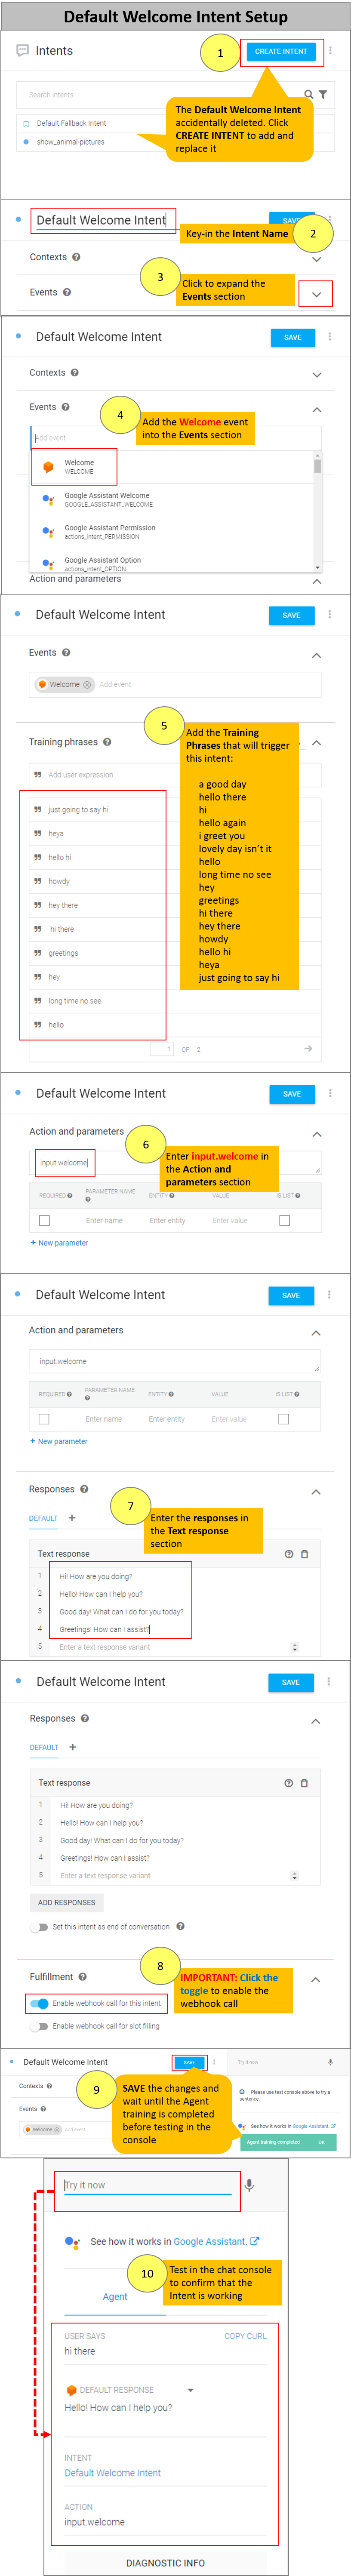 Default Welcome Intent Setup
Intents
1
CREATE INTENT
Search intents
Default Fallback Intent
show_animal-pictures
The Default Welcome Intent
accidentally deleted. Click
CREATE INTENT to add and
replace it
Default Welcome Intent
SAVE
Key-in the Intent Name
2
Contexts
3
Click to expand the
Events section
Events
Default Welcome Intent
SAVE
Contexts
Events
4
Add the Welcome event
into the Events section
Add event
Welcome
WELCOME
Google Assistant Welcome
GOOGLE_ASSISTANT_WELCOME
Google Assistant Permission
actions_intent_PERMISSION
Google Assistant Option
actions_intent_OPTION
Action and parameters
Default Welcome Intent
SAVE
Events
Welcome
Add event
5
Add the Training
Phrases that will trigger
this intent:
a good day
hello there
hi
hello again
i greet you
lovely day isn't it
hello
long time no see
hey
greetings
hi there
hey there
howdy
hello hi
heya
just going to say hi
Training phrases
Add user expression
just going to say hi
heya
hello hi
howdy
hey there
hi there
greetings
hey
long time no see
hello
1 OF 2
Default Welcome Intent
SAVE
Action and parameters
6
Enter input.welcome in
the Action and
parameters section
input.welcome
REQUIRED
PARAMETER NAME
ENTITY
VALUE
IS LIST
Enter name
Enter entity
Enter value
+ New parameter
Default Welcome Intent
SAVE
Action and parameters
input.welcome
REQUIRED
PARAMETER NAME
ENTITY
VALUE
IS LIST
Enter name
Enter entity
Enter value
+ New parameter
Responses
7
Enter the responses in
the Text response
section
DEFAULT
Text response
1 Hi! How are you doing?
2 Hello! How can I help you?
3 Good day! What can I do for you today?
4 Greetings! How can I assist?
5 Enter a text response variant
Default Welcome Intent
SAVE
Responses
DEFAULT
Text response
1 Hi! How are you doing?
2 Hello! How can I help you?
3 Good day! What can I do for you today?
4 Greetings! How can I assist?
5 Enter a text response variant
ADD RESPONSES
Set this intent as end of conversation
8
Fulfillment
IMPORTANT: Click the
toggle to enable the
webhook call
Enable webhook call for this intent
Enable webhook call for slot filling
Default Welcome Intent
SAVE
Try it now
Contexts
9
SAVE the changes and
wait until the Agent
training is completed
before testing in the
console
Events
Welcome
Add event
Please use test console above to try a
sentence.
See how it works in Google Assistant.
Agent training completed
OK
Try it now
See how it works in Google Assistant.
10
Test in the chat console
to confirm that the
Intent is working
Agent
USER SAYS
COPY CURL
hi there
DEFAULT RESPONSE
Hello! How can I help you?
INTENT
Default Welcome Intent
ACTION
input.welcome
DIAGNOSTIC INFO